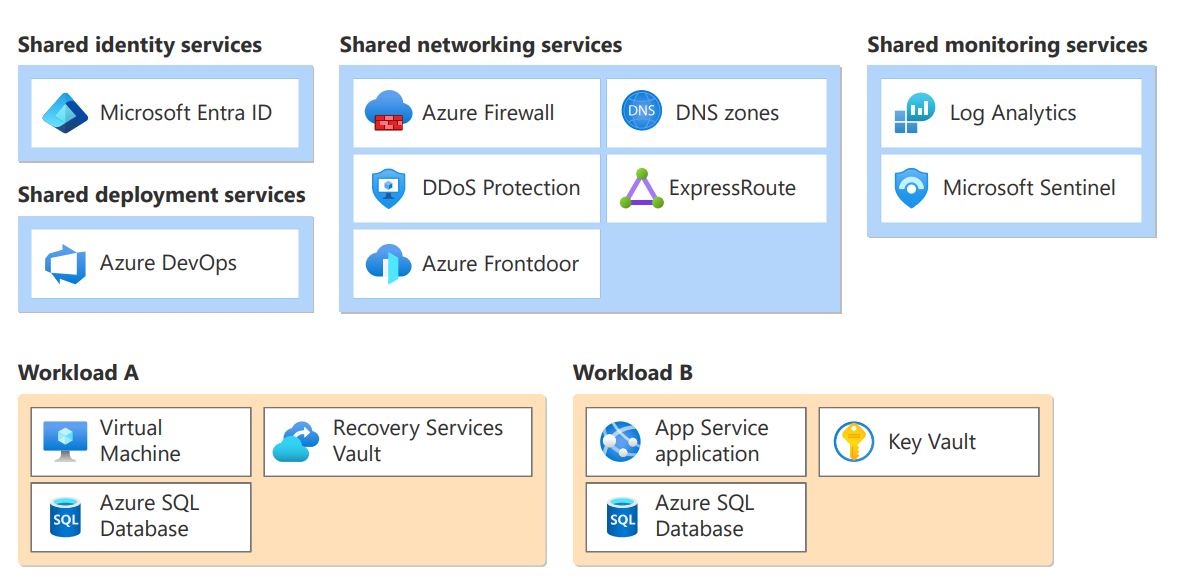 Shared identity services
Microsoft Entra ID
Shared deployment services
Azure DevOps
Shared networking services
Azure Firewall
DNS
DNS zones
DDoS Protection
ExpressRoute
Azure Frontdoor
Shared monitoring services
Log Analytics
Microsoft Sentinel
Workload A
Virtual
Machine
Recovery Services
Vault
SQL
Azure SQL
Database
Workload B
App Service
application
Key Vault
SQL
Azure SQL
Database